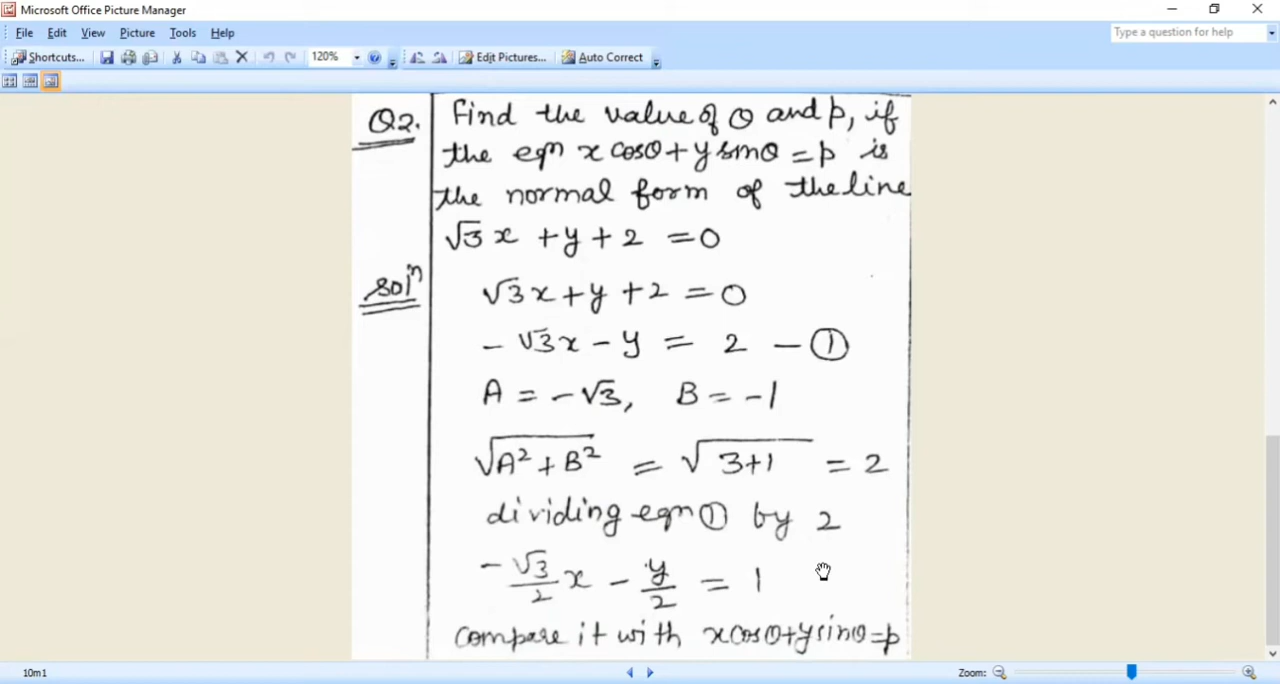 Microsoft Office Picture Manager
File Edit View Picture Tools Help
Type a question for help
Shortcuts... 120% Edit Pictures... Auto Correct
Q2. Find the value of θ and p, if
the eqn x cosθ + y sinθ = p is
the normal form of the line
√3 x + y + 2 = 0
Solⁿ √3x + y + 2 = 0
- √3x - y = 2 - ①
A = -√3, B = -1
√A² + B² = √3+1 = 2
dividing eqn ① by 2
- √3/2 x - y/2 = 1
compare it with xcosθ+ysinθ=p
10m1 Zoom: